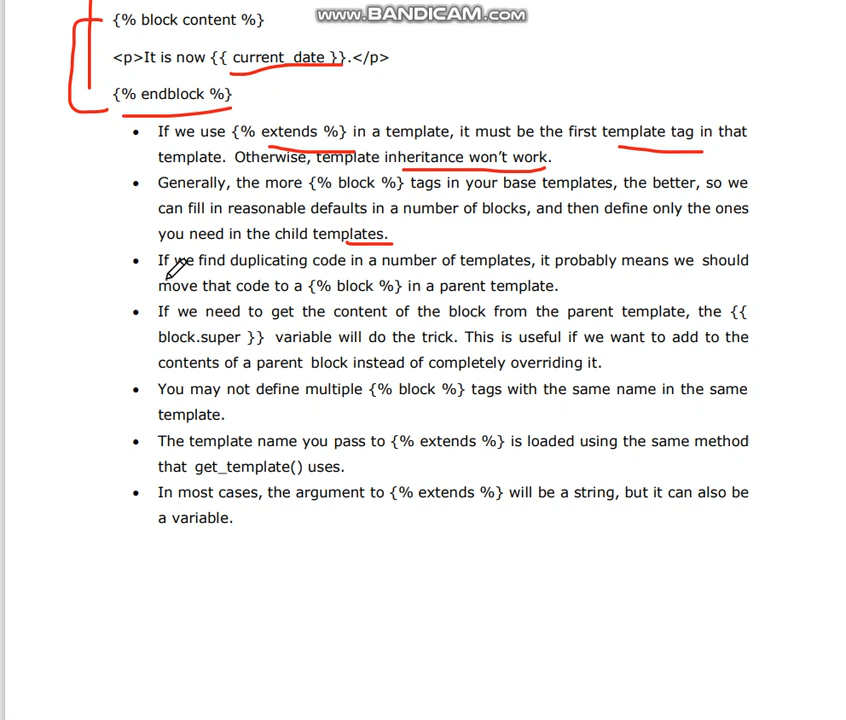 www.BANDICAM.com
{% block content %}
<p>It is now {{ current_date }}.</p>
{% endblock %}
• If we use {% extends %} in a template, it must be the first template tag in that
template. Otherwise, template inheritance won't work.
• Generally, the more {% block %} tags in your base templates, the better, so we
can fill in reasonable defaults in a number of blocks, and then define only the ones
you need in the child templates.
• If we find duplicating code in a number of templates, it probably means we should
move that code to a {% block %} in a parent template.
• If we need to get the content of the block from the parent template, the {{
block.super }} variable will do the trick. This is useful if we want to add to the
contents of a parent block instead of completely overriding it.
• You may not define multiple {% block %} tags with the same name in the same
template.
• The template name you pass to {% extends %} is loaded using the same method
that get_template() uses.
• In most cases, the argument to {% extends %} will be a string, but it can also be
a variable.